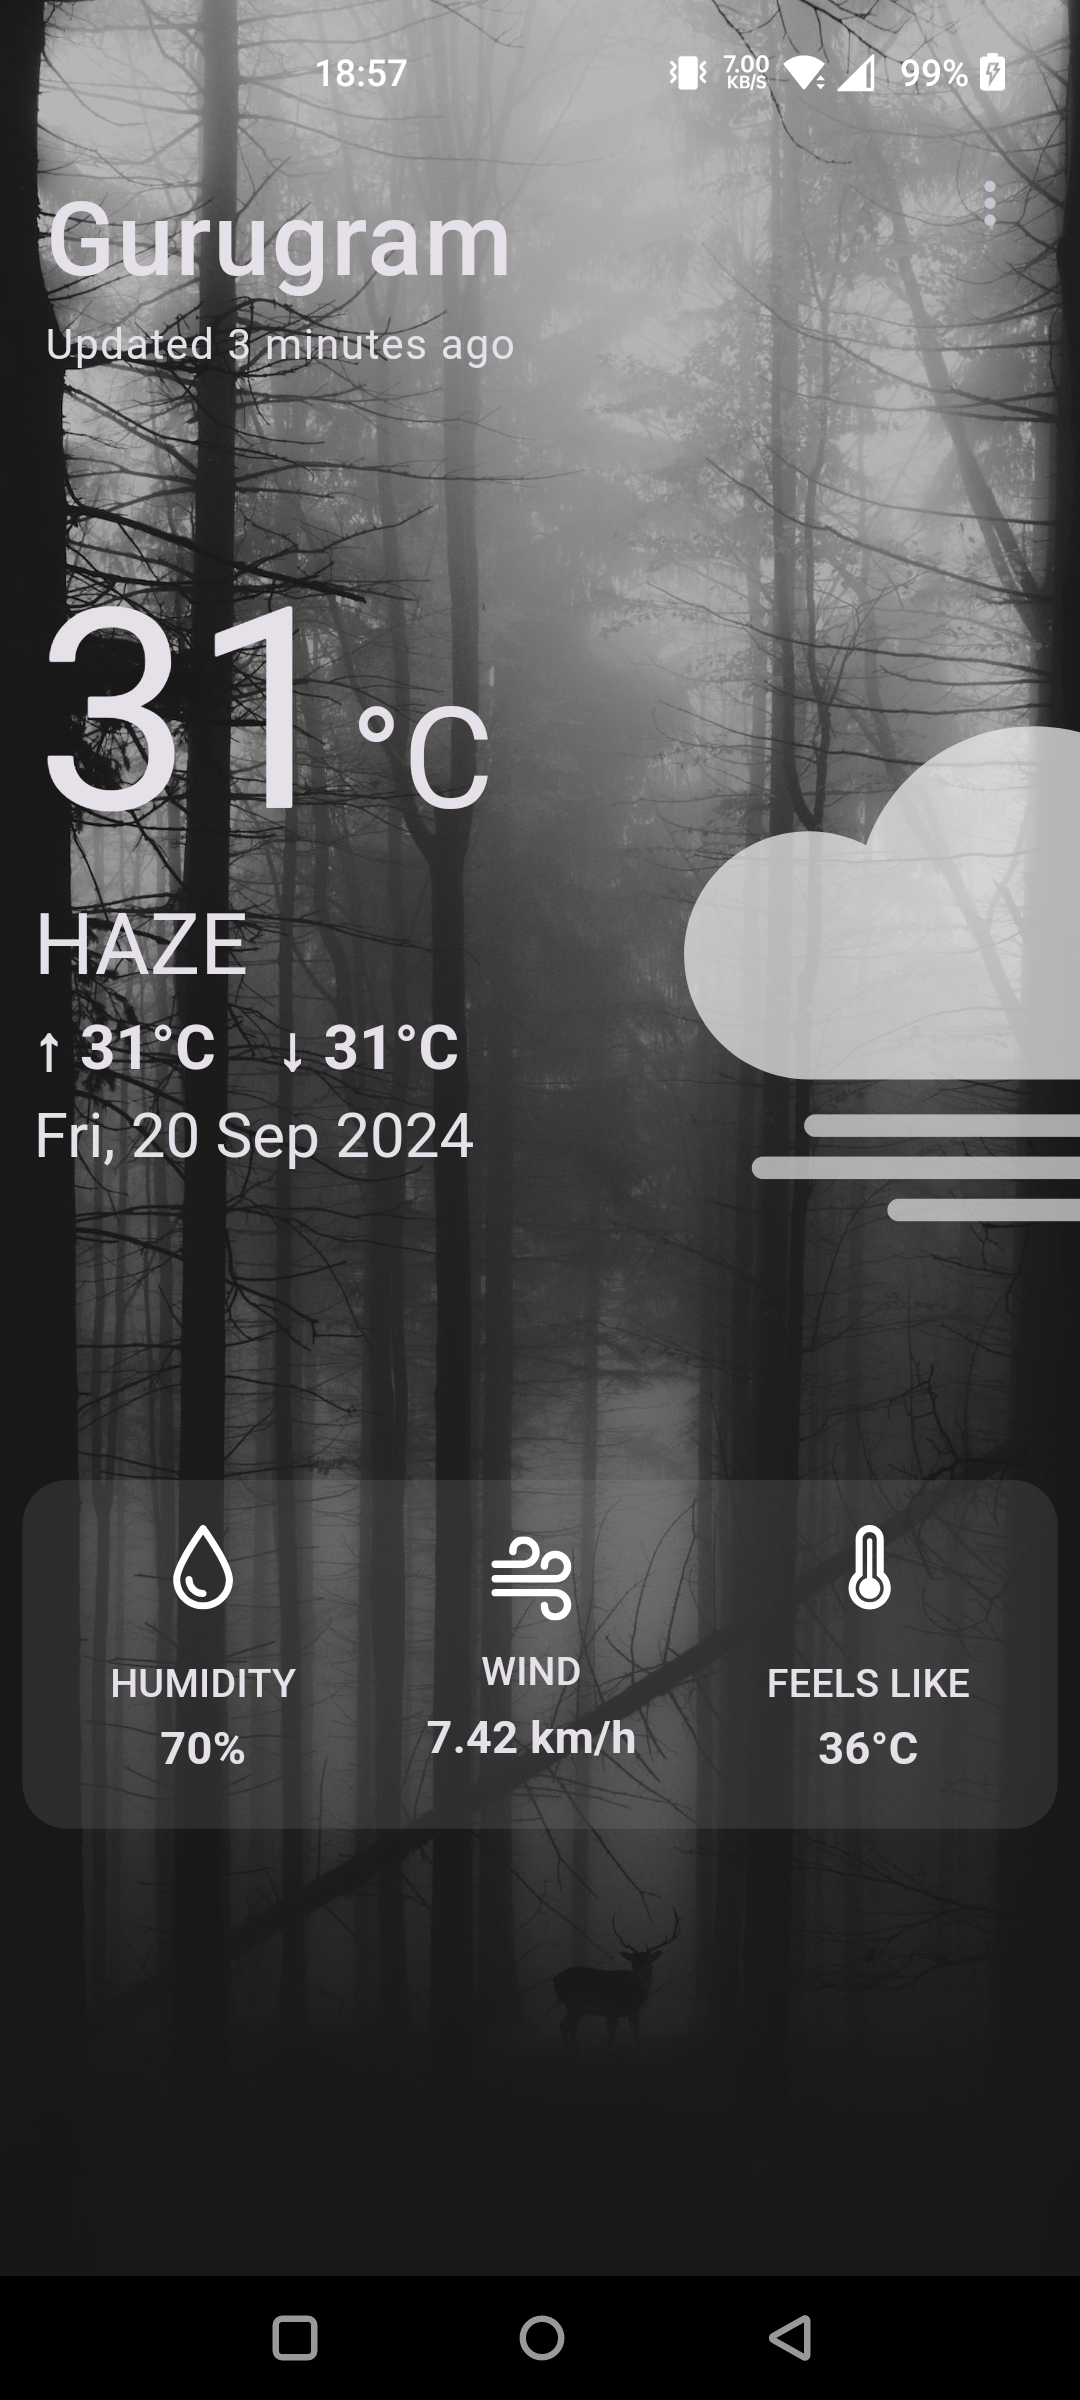 18:57 7.00 KB/S 99%
Gurugram
Updated 3 minutes ago
31 °C
HAZE
↑ 31°C ↓ 31°C
Fri, 20 Sep 2024
HUMIDITY WIND FEELS LIKE
70% 7.42 km/h 36°C